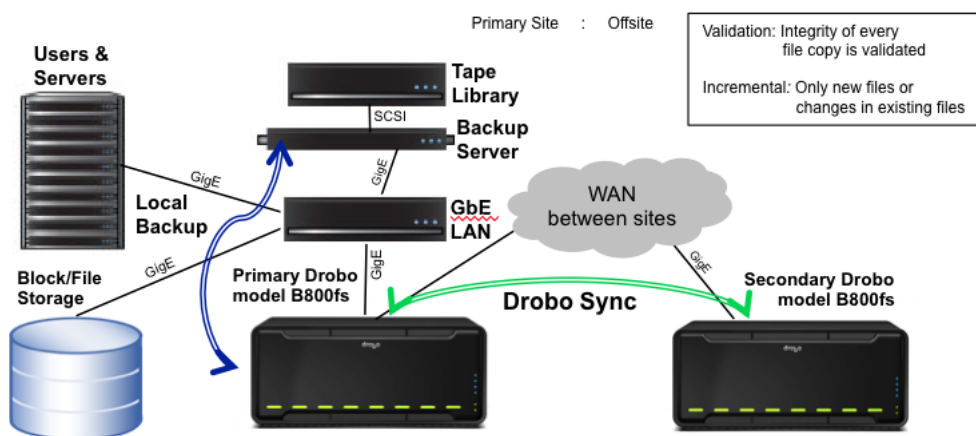 Primary Site : Offsite
Validation: Integrity of every
file copy is validated
Incremental: Only new files or
changes in existing files
Users &
Servers
Tape
Library
SCSI
Backup
Server
GigE
GigE
Local
Backup
GbE
LAN
WAN
between sites
Block/File
Storage
GigE
Primary Drobo
model B800fs
GigE
GigE
Secondary Drobo
model B800fs
Drobo Sync
drobo
drobo